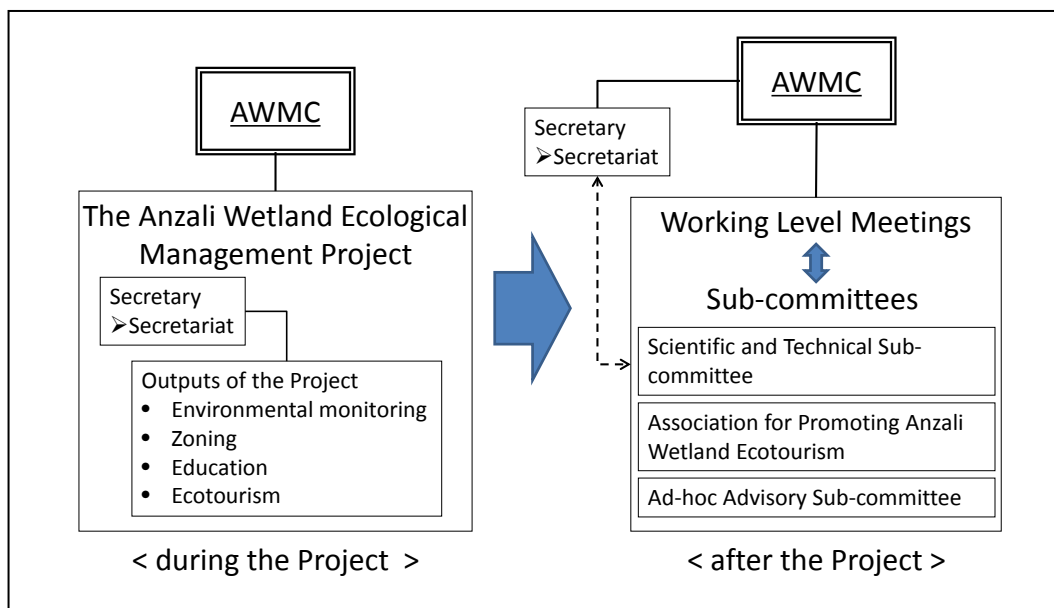 AWMC
The Anzali Wetland Ecological
Management Project
Secretary
➢Secretariat
Outputs of the Project
• Environmental monitoring
• Zoning
• Education
• Ecotourism
< during the Project >
AWMC
Secretary
➢Secretariat
Working Level Meetings
Sub-committees
Scientific and Technical Sub-
committee
Association for Promoting Anzali
Wetland Ecotourism
Ad-hoc Advisory Sub-committee
< after the Project >